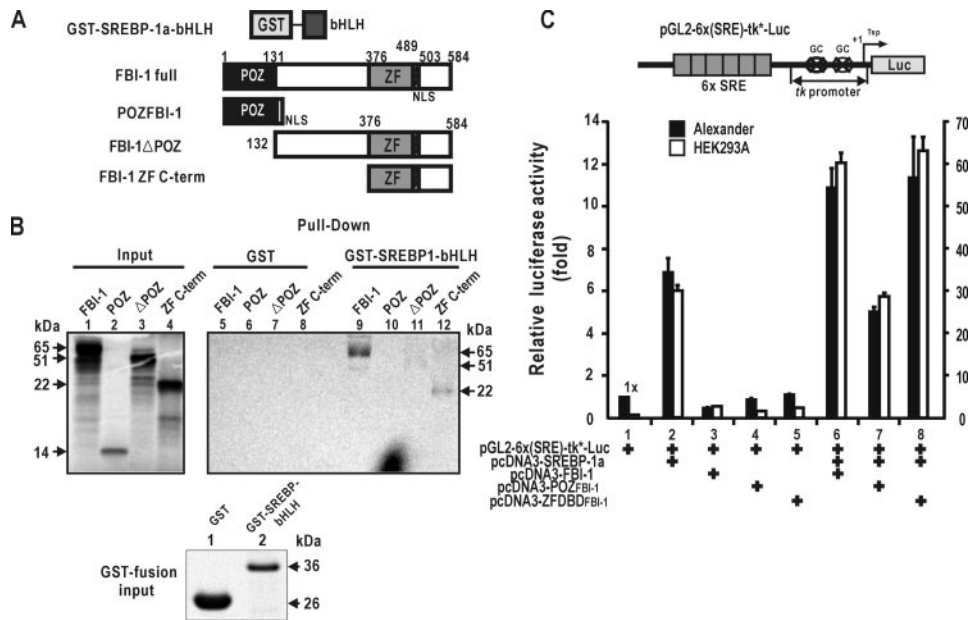 A
GST-SREBP-1a-bHLH
GST
bHLH
1 131 376 489 503 584
FBI-1 full
POZ
ZF
NLS
POZFBI-1
POZ
NLS
376 584
FBI-1△POZ
132
ZF
FBI-1 ZF C-term
ZF
B
Pull-Down
Input
GST
GST-SREBP1-bHLH
FBI-1 POZ △POZ ZF C-term
FBI-1 POZ △POZ ZF C-term
FBI-1 POZ △POZ ZF C-term
kDa 1 2 3 4 5 6 7 8 9 10 11 12 kDa
65
51
22
14
65
51
22
GST
GST-SREBP-bHLH
1 2 kDa
GST-fusion input
36
26
C
pGL2-6x(SRE)-tk*-Luc
GC GC +1 Tsp
6x SRE
tk promoter
Luc
Relative luciferase activity (fold)
14
12
10
8
6
4
2
0
Alexander
HEK293A
1x
70
60
50
40
30
20
10
0
1 2 3 4 5 6 7 8
pGL2-6x(SRE)-tk*-Luc + + + + + + + +
pcDNA3-SREBP-1a + + + +
pcDNA3-FBI-1 + +
pcDNA3-POZFBI-1 + +
pcDNA3-ZFDBDFBI-1 + +